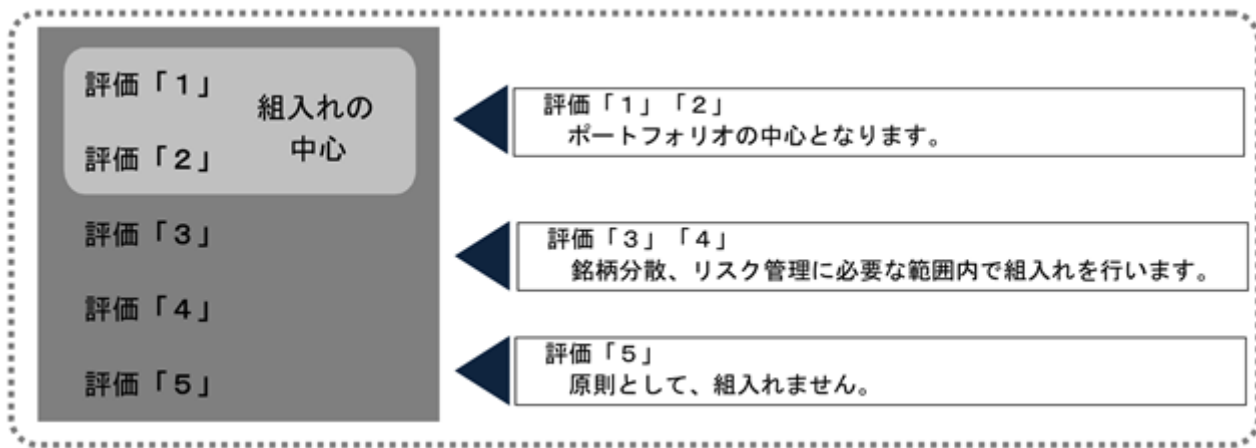 評価「１」
組入れの
中心
評価「２」
評価「３」
評価「４」
評価「５」
評価「１」「２」
ポートフォリオの中心となります。
評価「３」「４」
銘柄分散、リスク管理に必要な範囲内で組入れを行います。
評価「５」
原則として、組入れません。